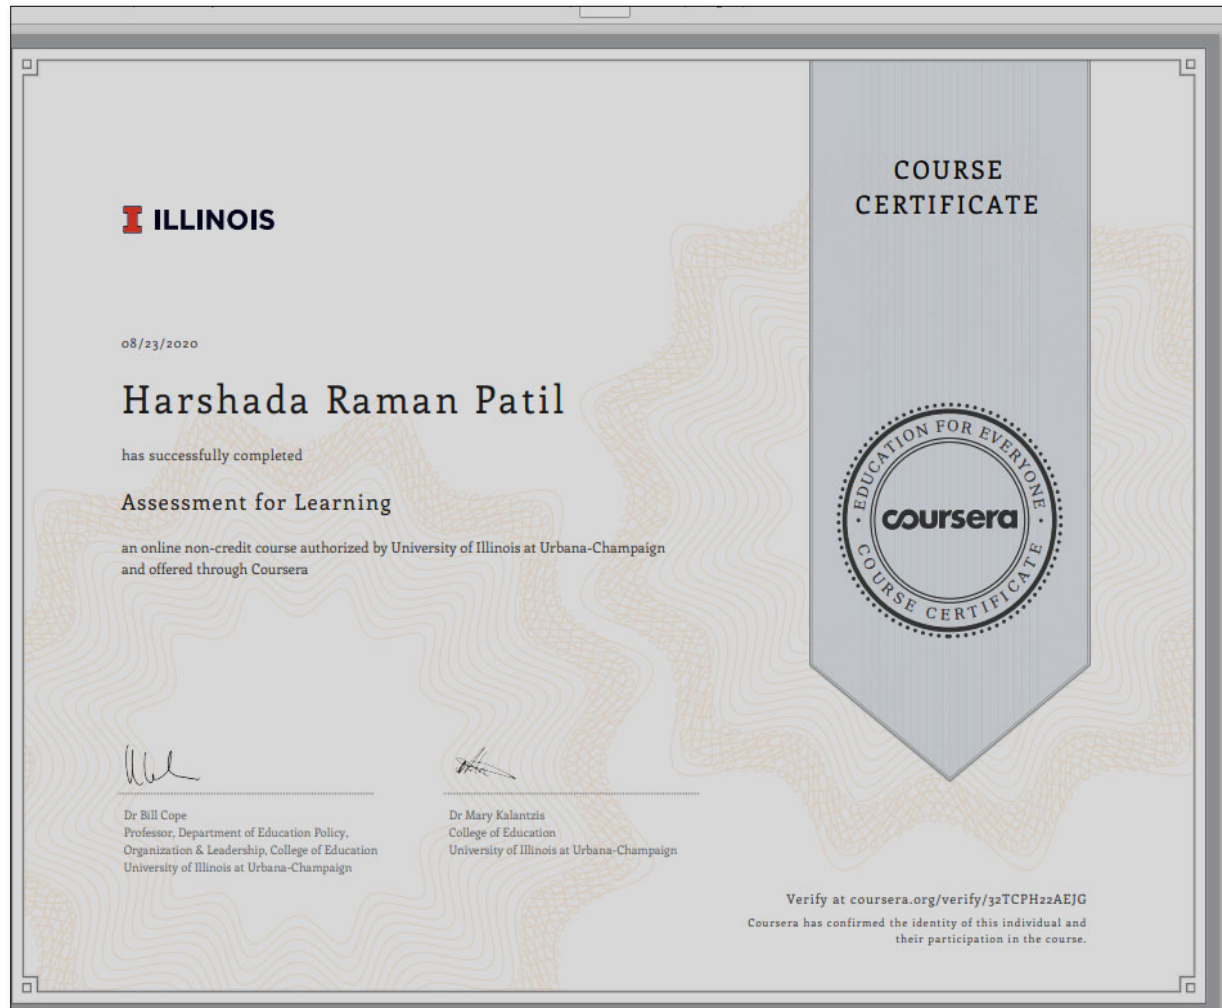 COURSE
CERTIFICATE
ILLINOIS
08/23/2020
Harshada Raman Patil
has successfully completed
Assessment for Learning
an online non-credit course authorized by University of Illinois at Urbana-Champaign
and offered through Coursera
EDUCATION FOR EVERYONE
coursera
COURSE CERTIFICATE
Dr Bill Cope
Professor, Department of Education Policy,
Organization & Leadership, College of Education
University of Illinois at Urbana-Champaign
Dr Mary Kalantzis
College of Education
University of Illinois at Urbana-Champaign
Verify at coursera.org/verify/32TCPH22AEJG
Coursera has confirmed the identity of this individual and
their participation in the course.